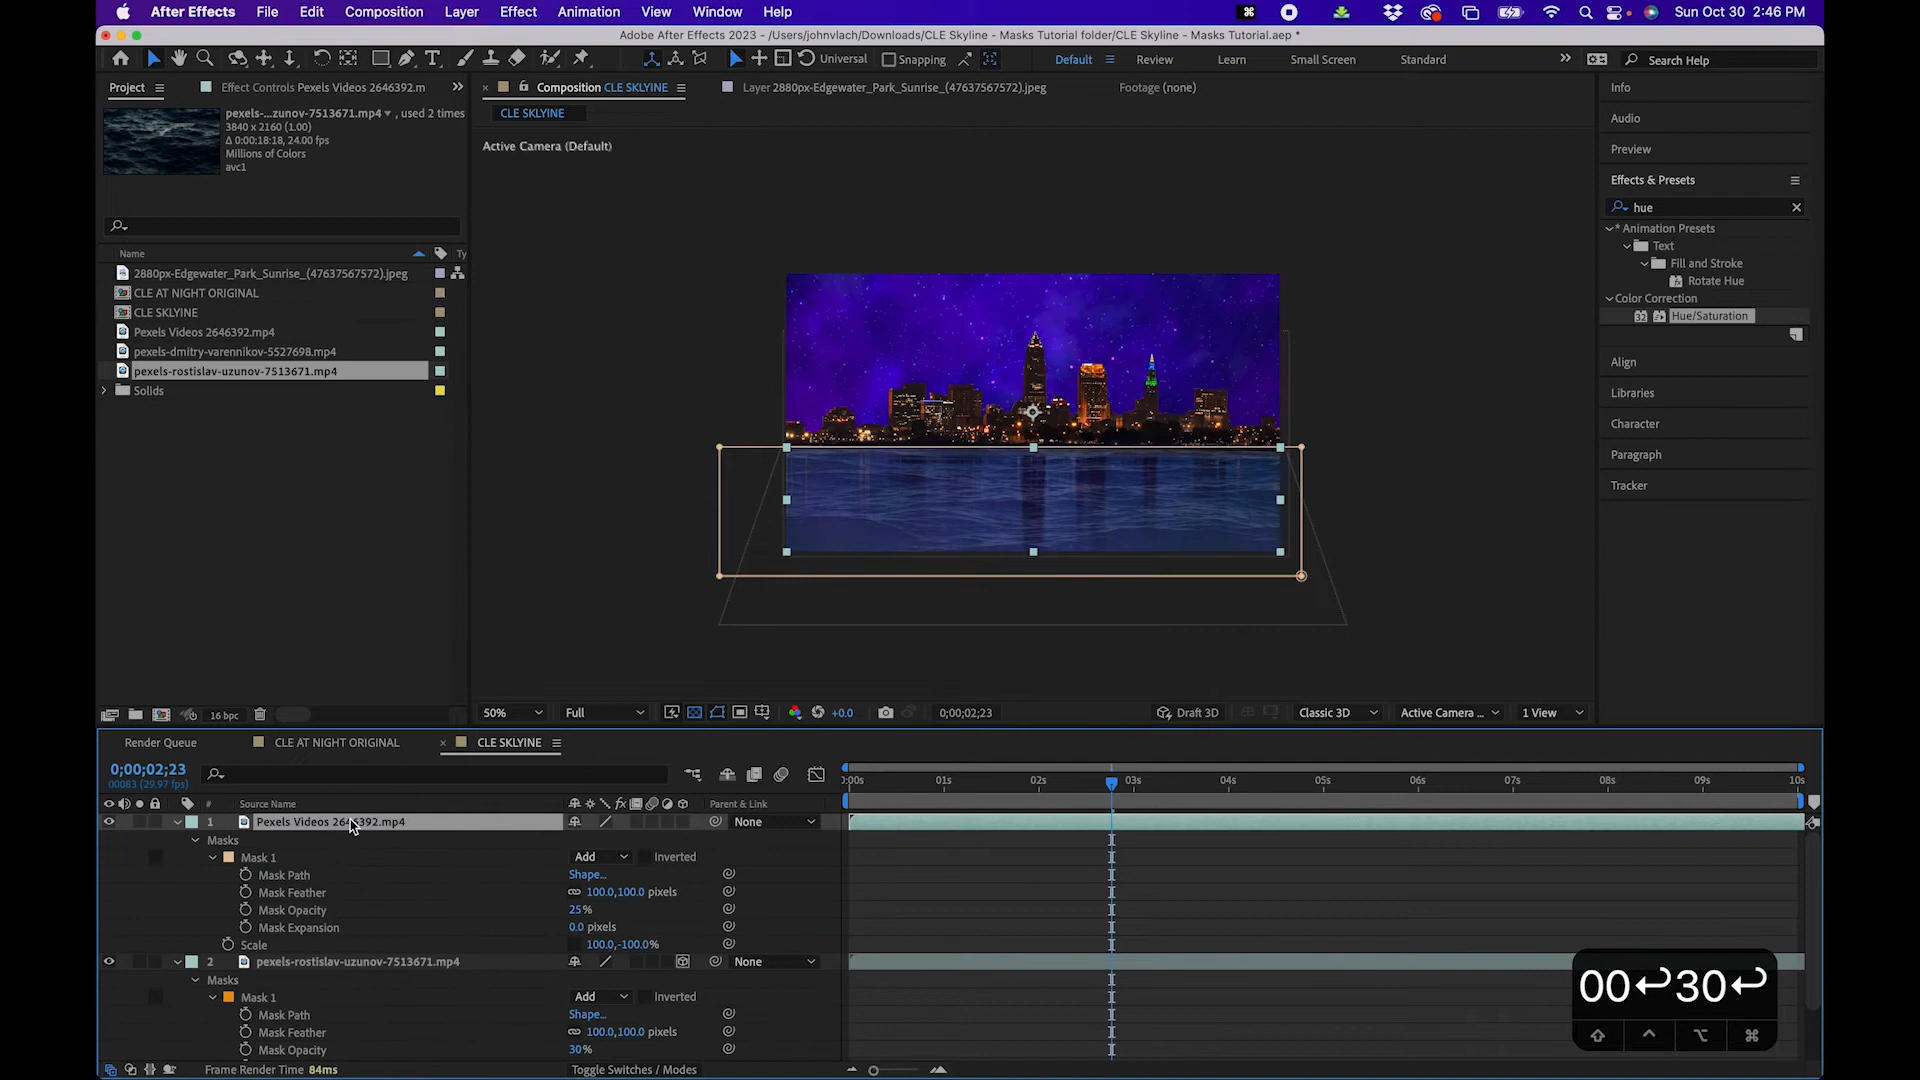 After Effects File Edit Composition Layer Effect Animation View Window Help Sun Oct 30 2:46 PM
Adobe After Effects 2023 - /Users/johnvlach/Downloads/CLE Skyline - Masks Tutorial folder/CLE Skyline - Masks Tutorial.aep *
Universal Snapping Default Review Learn Small Screen Standard Search Help
Project Effect Controls Pexels Videos 2646392.m Composition CLE SKLYINE Layer 2880px-Edgewater_Park_Sunrise_(47637567572).jpeg Footage (none) Info
pexels-...zunov-7513671.mp4 , used 2 times CLE SKLYINE Audio
3840 x 2160 (1.00)
Δ 0:00:18:18, 24.00 fps
Millions of Colors
avc1
Active Camera (Default) Preview
Effects & Presets
hue
Name Ty
2880px-Edgewater_Park_Sunrise_(47637567572).jpeg
CLE AT NIGHT ORIGINAL
CLE SKLYINE
Pexels Videos 2646392.mp4
pexels-dmitry-varennikov-5527698.mp4
pexels-rostislav-uzunov-7513671.mp4
Solids
* Animation Presets
Text
Fill and Stroke
Rotate Hue
Color Correction
32 Hue/Saturation
Align
Libraries
Character
Paragraph
Tracker
16 bpc 50% Full +0.0 0;00;02;23 Draft 3D Classic 3D Active Camera ... 1 View
Render Queue CLE AT NIGHT ORIGINAL CLE SKLYINE
0;00;02;23
00083 (29.97 fps)
):00s 01s 02s 03s 04s 05s 06s 07s 08s 09s 10s
# Source Name fx Parent & Link
1 Pexels Videos 2646392.mp4 None
Masks
Mask 1 Add Inverted
Mask Path Shape...
Mask Feather 100.0,100.0 pixels
Mask Opacity 25%
Mask Expansion 0.0 pixels
Scale 100.0,-100.0%
2 pexels-rostislav-uzunov-7513671.mp4 None
Masks
Mask 1 Add Inverted
Mask Path Shape...
Mask Feather 100.0,100.0 pixels
Mask Opacity 30%
Frame Render Time 84ms Toggle Switches / Modes
00↩30↩
⇧ ⌃ ⌥ ⌘